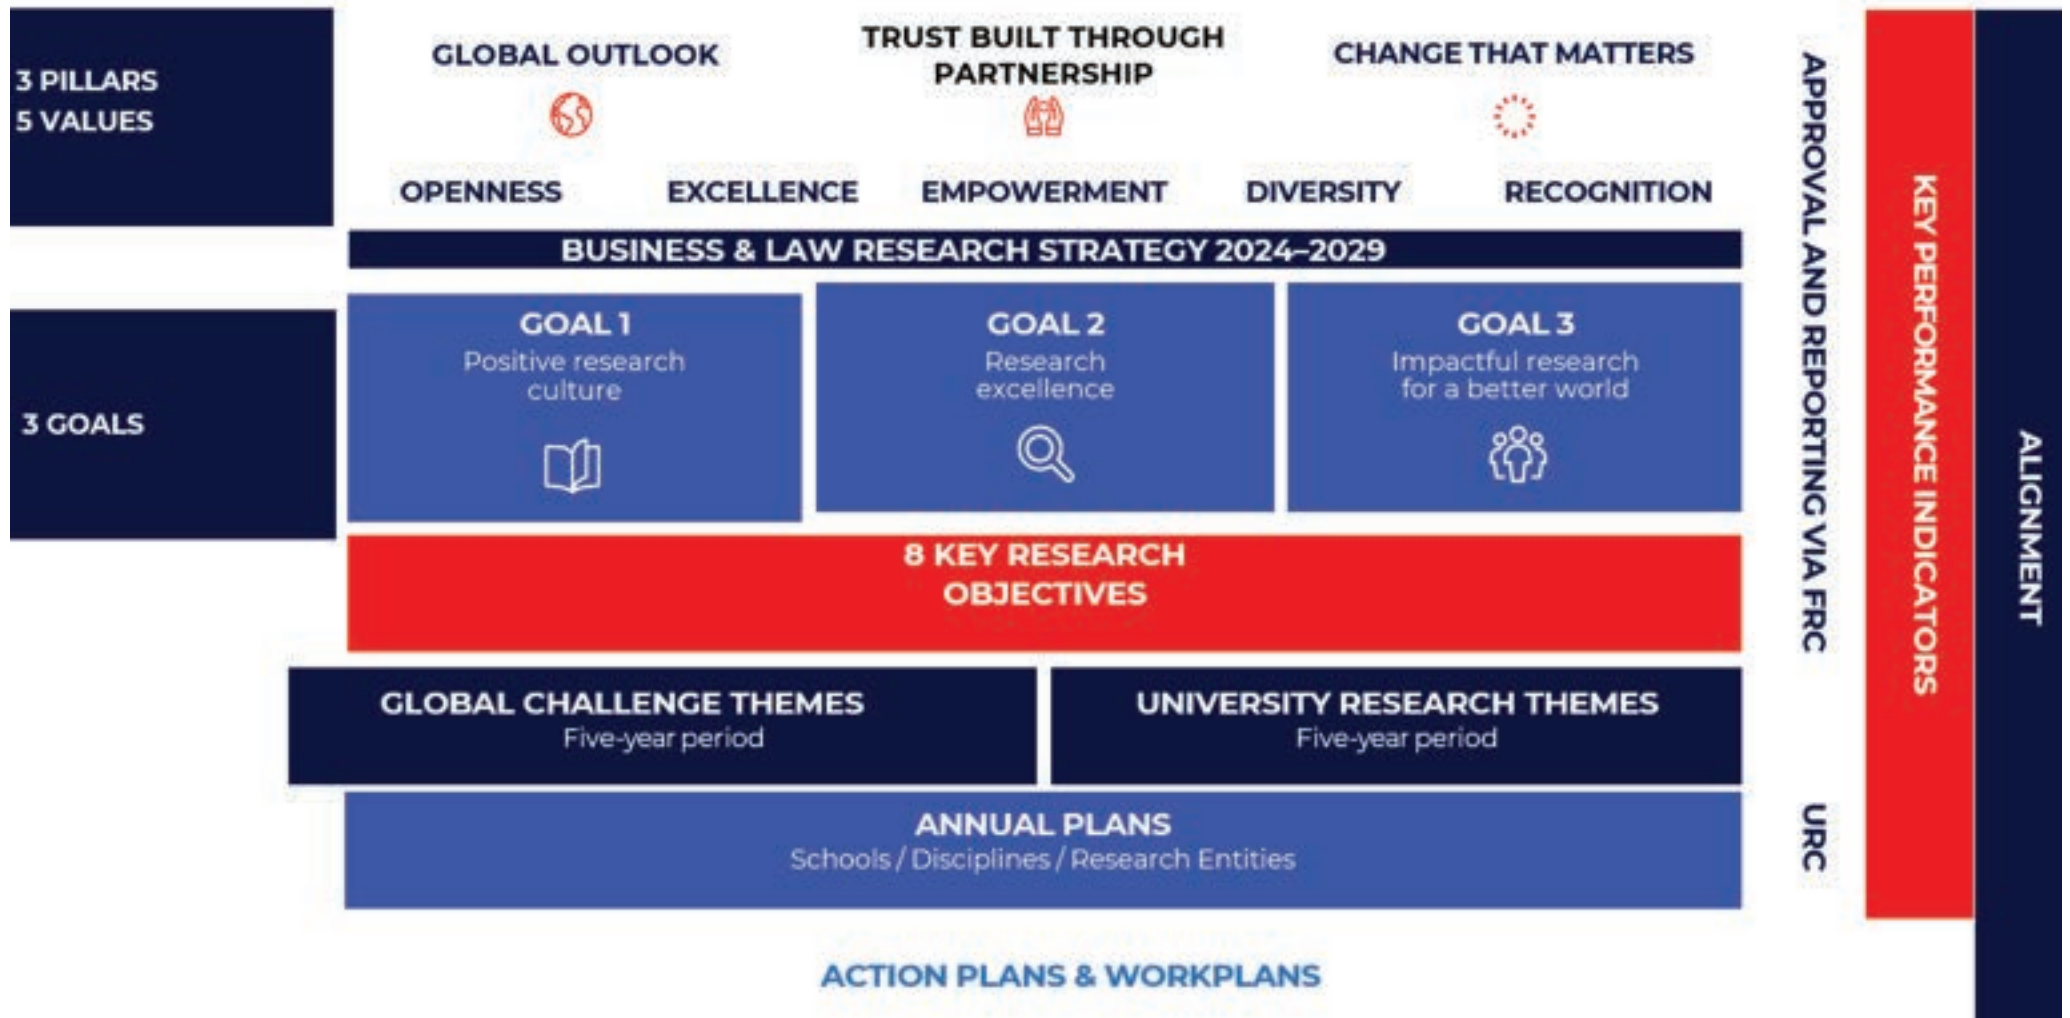 3 PILLARS
5 VALUES
GLOBAL OUTLOOK
TRUST BUILT THROUGH
PARTNERSHIP
CHANGE THAT MATTERS
OPENNESS
EXCELLENCE
EMPOWERMENT
DIVERSITY
RECOGNITION
BUSINESS & LAW RESEARCH STRATEGY 2024–2029
3 GOALS
GOAL 1
Positive research
culture
GOAL 2
Research
excellence
GOAL 3
Impactful research
for a better world
8 KEY RESEARCH
OBJECTIVES
GLOBAL CHALLENGE THEMES
Five-year period
UNIVERSITY RESEARCH THEMES
Five-year period
ANNUAL PLANS
Schools / Disciplines / Research Entities
ACTION PLANS & WORKPLANS
APPROVAL AND REPORTING VIA FRC
URC
KEY PERFORMANCE INDICATORS
ALIGNMENT